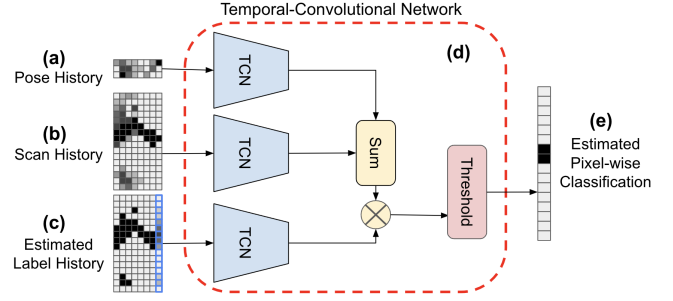 Temporal-Convolutional Network
(a)
Pose History
TCN
(d)
(b)
Scan History
TCN
Sum
Threshold
(e)
Estimated
Pixel-wise
Classification
(c)
Estimated
Label History
TCN